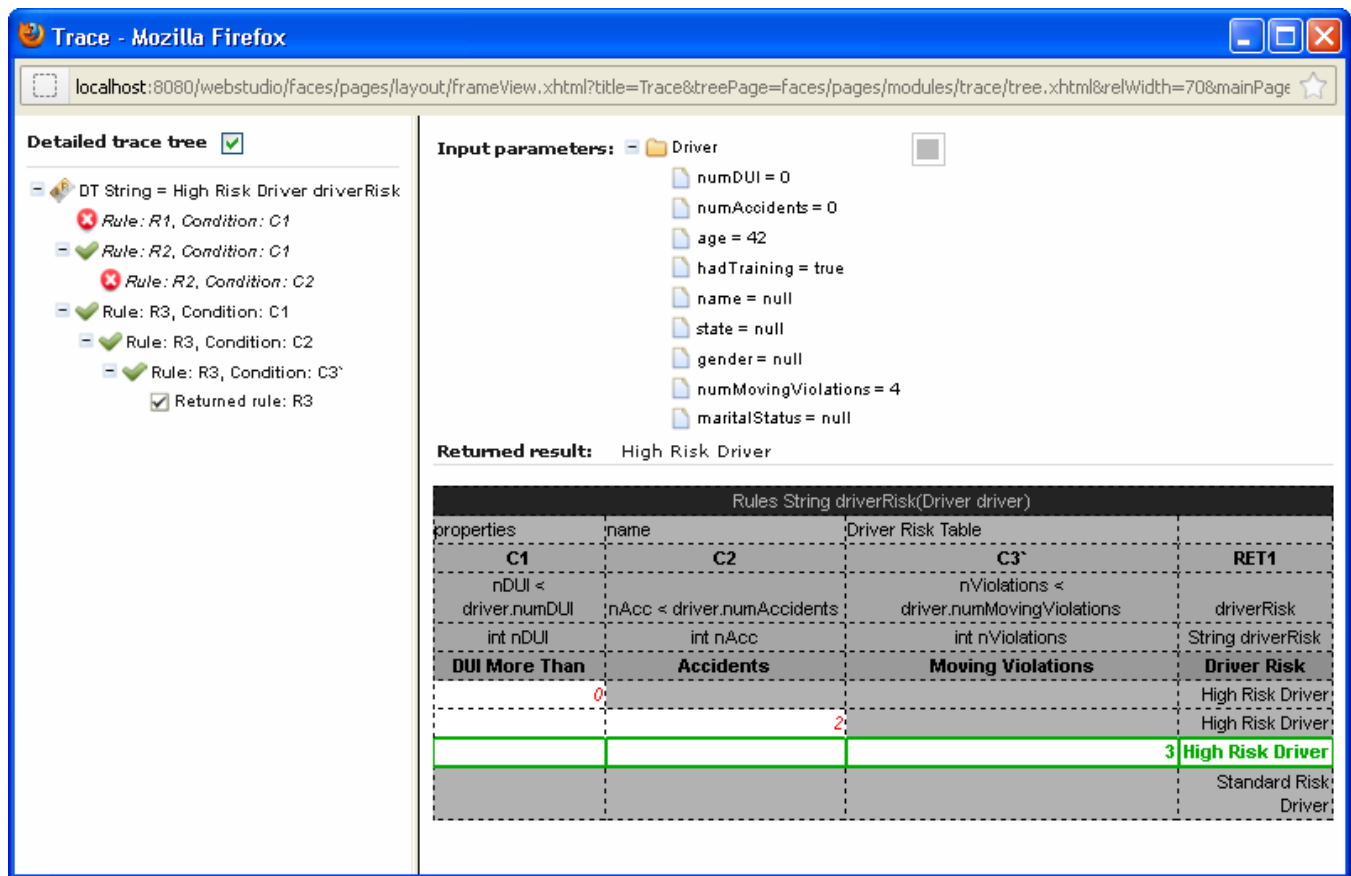 Trace - Mozilla Firefox
localhost:8080/webstudio/faces/pages/layout/frameView.xhtml?title=Trace&treePage=faces/pages/modules/trace/tree.xhtml&relWidth=70&mainPage
Detailed trace tree
DT String = High Risk Driver driverRisk
Rule: R1, Condition: C1
Rule: R2, Condition: C1
Rule: R2, Condition: C2
Rule: R3, Condition: C1
Rule: R3, Condition: C2
Rule: R3, Condition: C3`
Returned rule: R3
Input parameters: Driver
numDUI = 0
numAccidents = 0
age = 42
hadTraining = true
name = null
state = null
gender = null
numMovingViolations = 4
maritalStatus = null
Returned result: High Risk Driver
Rules String driverRisk(Driver driver)
properties name Driver Risk Table
C1 C2 C3` RET1
nDUI < driver.numDUI nAcc < driver.numAccidents nViolations < driver.numMovingViolations driverRisk
int nDUI int nAcc int nViolations String driverRisk
DUI More Than Accidents Moving Violations Driver Risk
0 High Risk Driver
2 High Risk Driver
3 High Risk Driver
Standard Risk
Driver